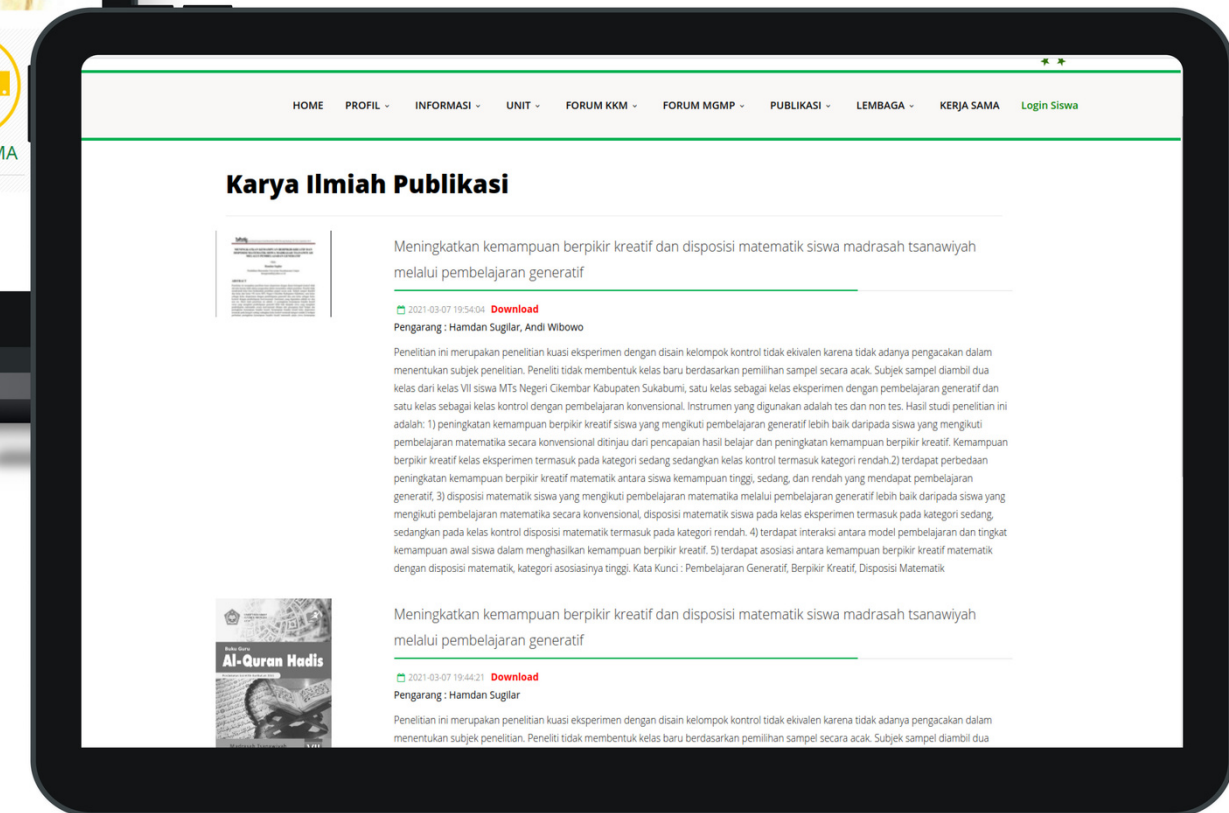 MA
HOME PROFIL INFORMASI UNIT FORUM KKM FORUM MGMP PUBLIKASI LEMBAGA KERJA SAMA Login Siswa
Karya Ilmiah Publikasi
Meningkatkan kemampuan berpikir kreatif dan disposisi matematik siswa madrasah tsanawiyah
melalui pembelajaran generatif
2021-03-07 19:54:04 Download
Pengarang : Hamdan Sugilar, Andi Wibowo
Penelitian ini merupakan penelitian kuasi eksperimen dengan disain kelompok kontrol tidak ekivalen karena tidak adanya pengacakan dalam
menentukan subjek penelitian. Peneliti tidak membentuk kelas baru berdasarkan pemilihan sampel secara acak. Subjek sampel diambil dua
kelas dari kelas VII siswa MTs Negeri Cikembar Kabupaten Sukabumi, satu kelas sebagai kelas eksperimen dengan pembelajaran generatif dan
satu kelas sebagai kelas kontrol dengan pembelajaran konvensional. Instrumen yang digunakan adalah tes dan non tes. Hasil studi penelitian ini
adalah: 1) peningkatan kemampuan berpikir kreatif siswa yang mengikuti pembelajaran generatif lebih baik daripada siswa yang mengikuti
pembelajaran matematika secara konvensional ditinjau dari pencapaian hasil belajar dan peningkatan kemampuan berpikir kreatif. Kemampuan
berpikir kreatif kelas eksperimen termasuk pada kategori sedang sedangkan kelas kontrol termasuk kategori rendah.2) terdapat perbedaan
peningkatan kemampuan berpikir kreatif matematik antara siswa kemampuan tinggi, sedang, dan rendah yang mendapat pembelajaran
generatif, 3) disposisi matematik siswa yang mengikuti pembelajaran matematika melalui pembelajaran generatif lebih baik daripada siswa yang
mengikuti pembelajaran matematika secara konvensional, disposisi matematik siswa pada kelas eksperimen termasuk pada kategori sedang,
sedangkan pada kelas kontrol disposisi matematik termasuk pada kategori rendah. 4) terdapat interaksi antara model pembelajaran dan tingkat
kemampuan awal siswa dalam menghasilkan kemampuan berpikir kreatif. 5) terdapat asosiasi antara kemampuan berpikir kreatif matematik
dengan disposisi matematik, kategori asosiasinya tinggi. Kata Kunci : Pembelajaran Generatif, Berpikir Kreatif, Disposisi Matematik
Buku Guru
Al-Quran Hadis
Meningkatkan kemampuan berpikir kreatif dan disposisi matematik siswa madrasah tsanawiyah
melalui pembelajaran generatif
2021-03-07 19:44:21 Download
Pengarang : Hamdan Sugilar
Penelitian ini merupakan penelitian kuasi eksperimen dengan disain kelompok kontrol tidak ekivalen karena tidak adanya pengacakan dalam
menentukan subjek penelitian. Peneliti tidak membentuk kelas baru berdasarkan pemilihan sampel secara acak. Subjek sampel diambil dua